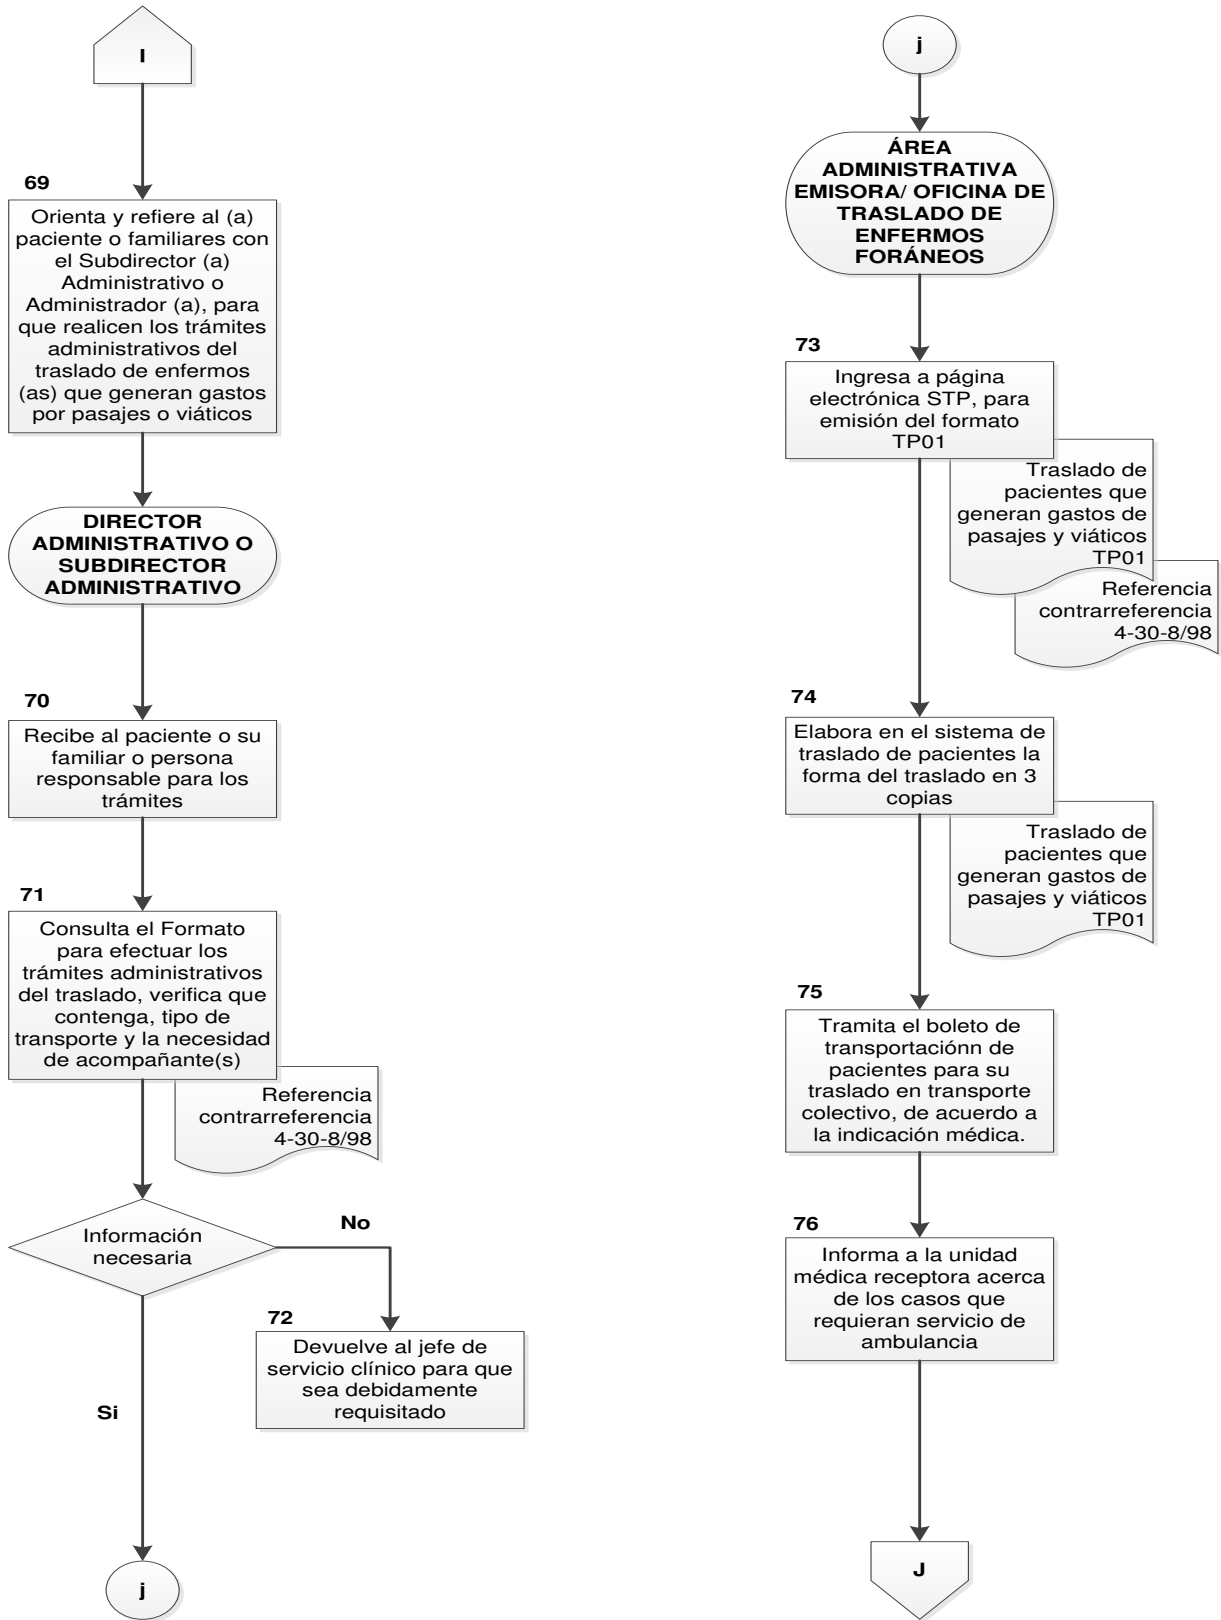 I
69
Orienta y refiere al (a)
paciente o familiares con
el Subdirector (a)
Administrativo o
Administrador (a), para
que realicen los trámites
administrativos del
traslado de enfermos
(as) que generan gastos
por pasajes o viáticos
DIRECTOR
ADMINISTRATIVO O
SUBDIRECTOR
ADMINISTRATIVO
70
Recibe al paciente o su
familiar o persona
responsable para los
trámites
71
Consulta el Formato
para efectuar los
trámites administrativos
del traslado, verifica que
contenga, tipo de
transporte y la necesidad
de acompañante(s)
Referencia
contrarreferencia
4-30-8/98
Información
necesaria
No
72
Devuelve al jefe de
servicio clínico para que
sea debidamente
requisitado
Si
j
j
ÁREA
ADMINISTRATIVA
EMISORA/ OFICINA DE
TRASLADO DE
ENFERMOS
FORÁNEOS
73
Ingresa a página
electrónica STP, para
emisión del formato
TP01
Traslado de
pacientes que
generan gastos de
pasajes y viáticos
TP01
Referencia
contrarreferencia
4-30-8/98
74
Elabora en el sistema de
traslado de pacientes la
forma del traslado en 3
copias
Traslado de
pacientes que
generan gastos de
pasajes y viáticos
TP01
75
Tramita el boleto de
transportaciónn de
pacientes para su
traslado en transporte
colectivo, de acuerdo a
la indicación médica.
76
Informa a la unidad
médica receptora acerca
de los casos que
requieran servicio de
ambulancia
J